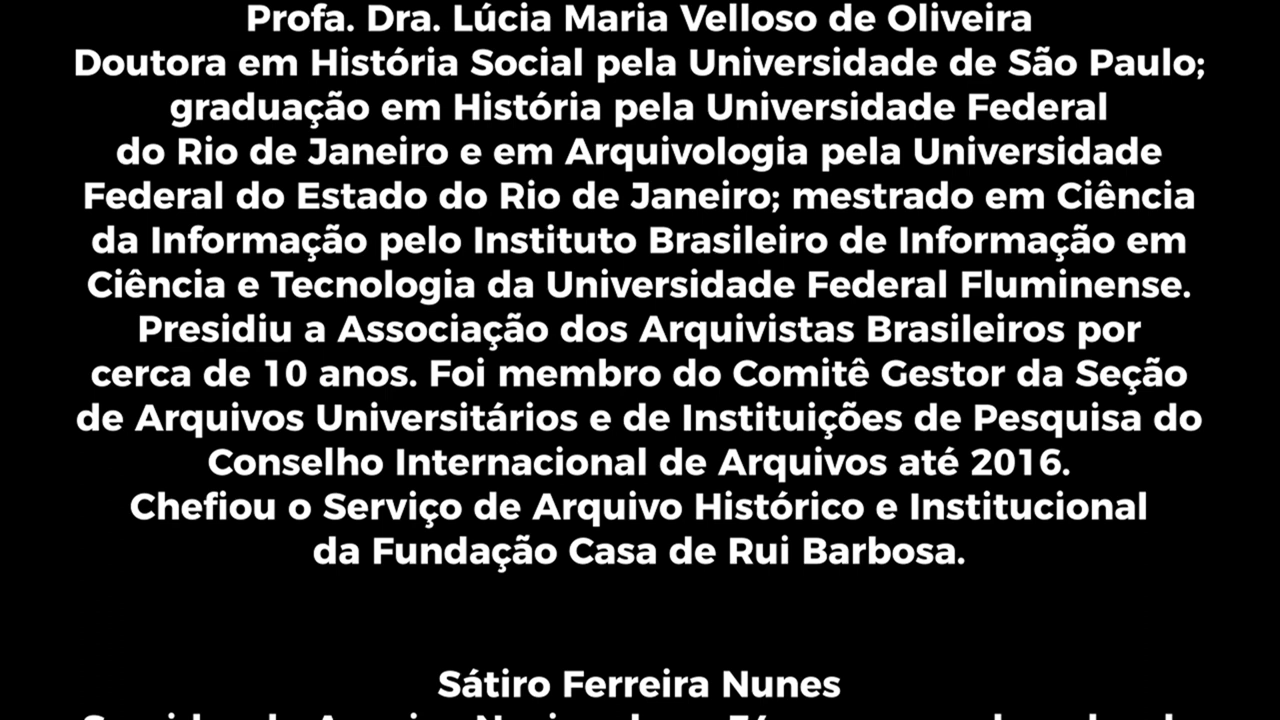 Profa. Dra. Lúcia Maria Velloso de Oliveira
Doutora em História Social pela Universidade de São Paulo;
graduação em História pela Universidade Federal
do Rio de Janeiro e em Arquivologia pela Universidade
Federal do Estado do Rio de Janeiro; mestrado em Ciência
da Informação pelo Instituto Brasileiro de Informação em
Ciência e Tecnologia da Universidade Federal Fluminense.
Presidiu a Associação dos Arquivistas Brasileiros por
cerca de 10 anos. Foi membro do Comitê Gestor da Seção
de Arquivos Universitários e de Instituições de Pesquisa do
Conselho Internacional de Arquivos até 2016.
Chefiou o Serviço de Arquivo Histórico e Institucional
da Fundação Casa de Rui Barbosa.
Sátiro Ferreira Nunes